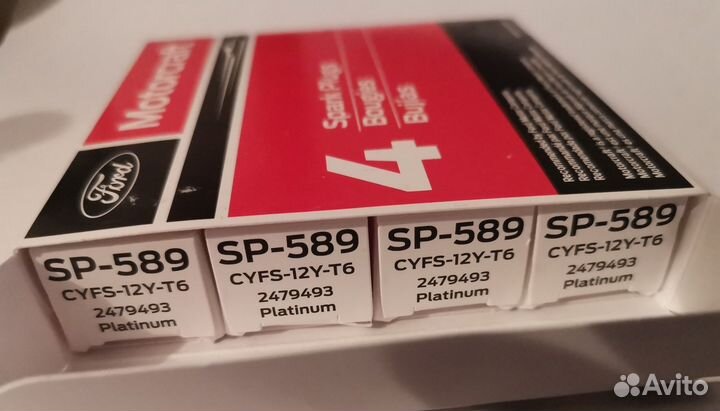 Motorcraft
Ford
4
Spark Plugs
Bougies
Bujías
SP-589
CYFS-12Y-T6
2479493
Platinum
SP-589
CYFS-12Y-T6
2479493
Platinum
SP-589
CYFS-12Y-T6
2479493
Platinum
SP-589
CYFS-12Y-T6
2479493
Platinum
Avito